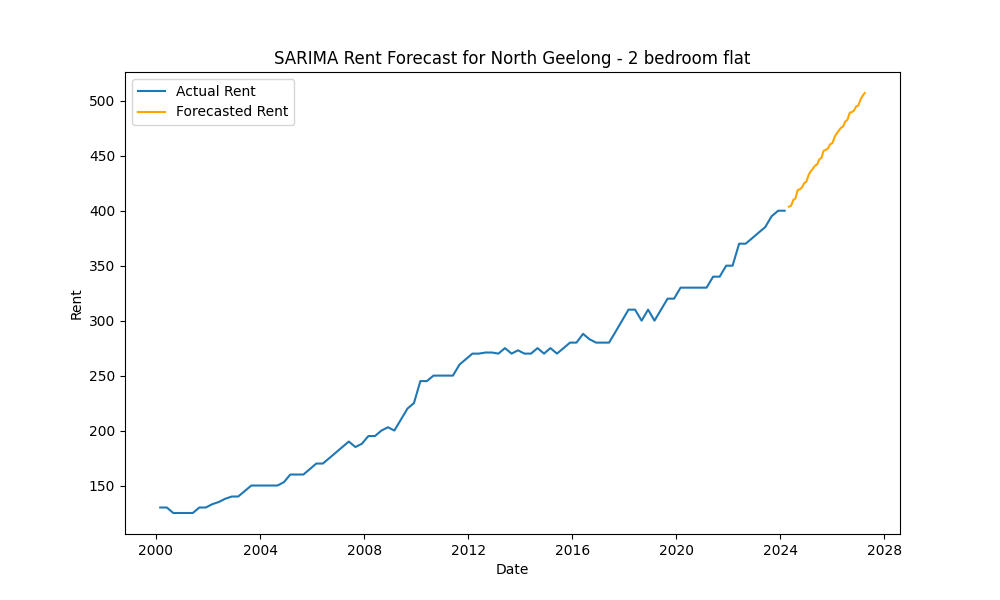 SARIMA Rent Forecast for North Geelong - 2 bedroom flat
Actual Rent
Forecasted Rent
500
450
400
350
300
250
200
150
Rent
2000 2004 2008 2012 2016 2020 2024 2028
Date